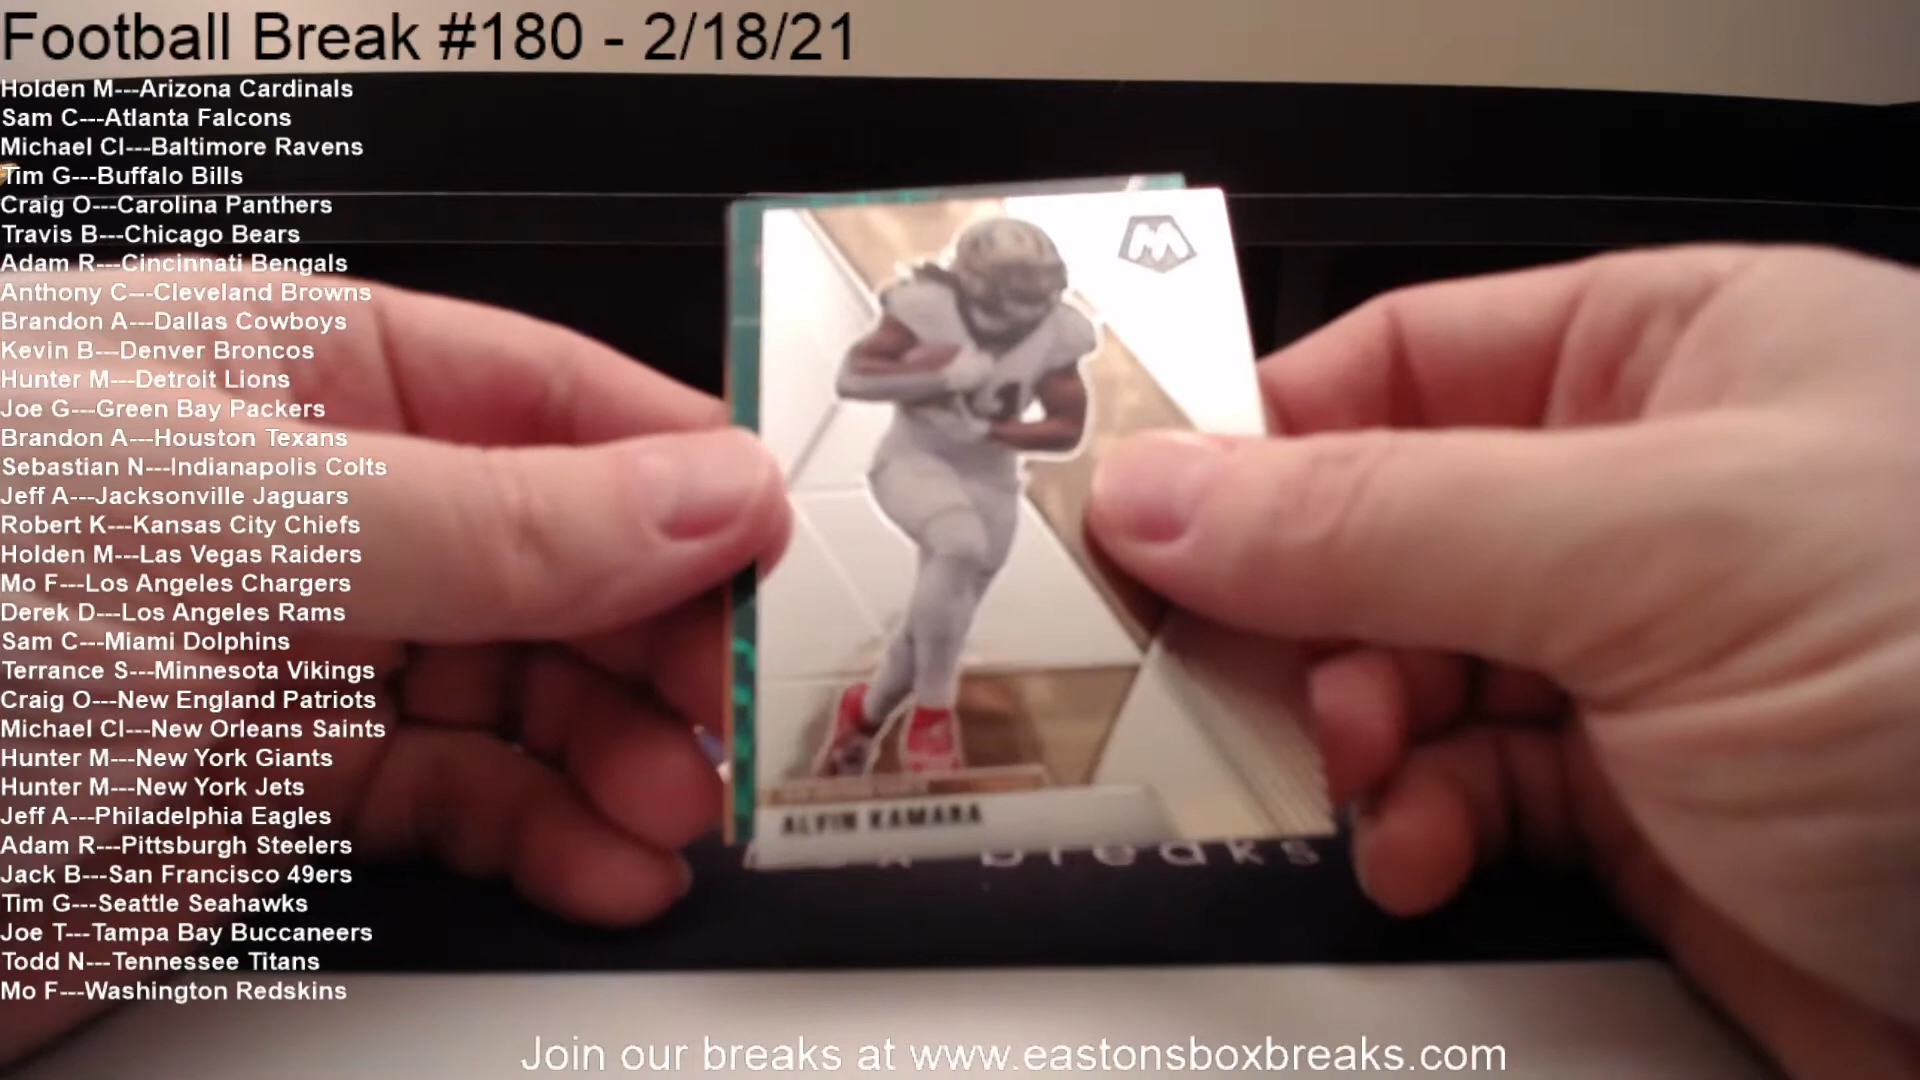 Football Break #180 - 2/18/21
Holden M---Arizona Cardinals
Sam C---Atlanta Falcons
Michael Cl---Baltimore Ravens
Tim G---Buffalo Bills
Craig O---Carolina Panthers
Travis B---Chicago Bears
Adam R---Cincinnati Bengals
Anthony C---Cleveland Browns
Brandon A---Dallas Cowboys
Kevin B---Denver Broncos
Hunter M---Detroit Lions
Joe G---Green Bay Packers
Brandon A---Houston Texans
Sebastian N---Indianapolis Colts
Jeff A---Jacksonville Jaguars
Robert K---Kansas City Chiefs
Holden M---Las Vegas Raiders
Mo F---Los Angeles Chargers
Derek D---Los Angeles Rams
Sam C---Miami Dolphins
Terrance S---Minnesota Vikings
Craig O---New England Patriots
Michael Cl---New Orleans Saints
Hunter M---New York Giants
Hunter M---New York Jets
Jeff A---Philadelphia Eagles
Adam R---Pittsburgh Steelers
Jack B---San Francisco 49ers
Tim G---Seattle Seahawks
Joe T---Tampa Bay Buccaneers
Todd N---Tennessee Titans
Mo F---Washington Redskins
M
ALVIN KAMARA
box breaks
Join our breaks at www.eastonsboxbreaks.com